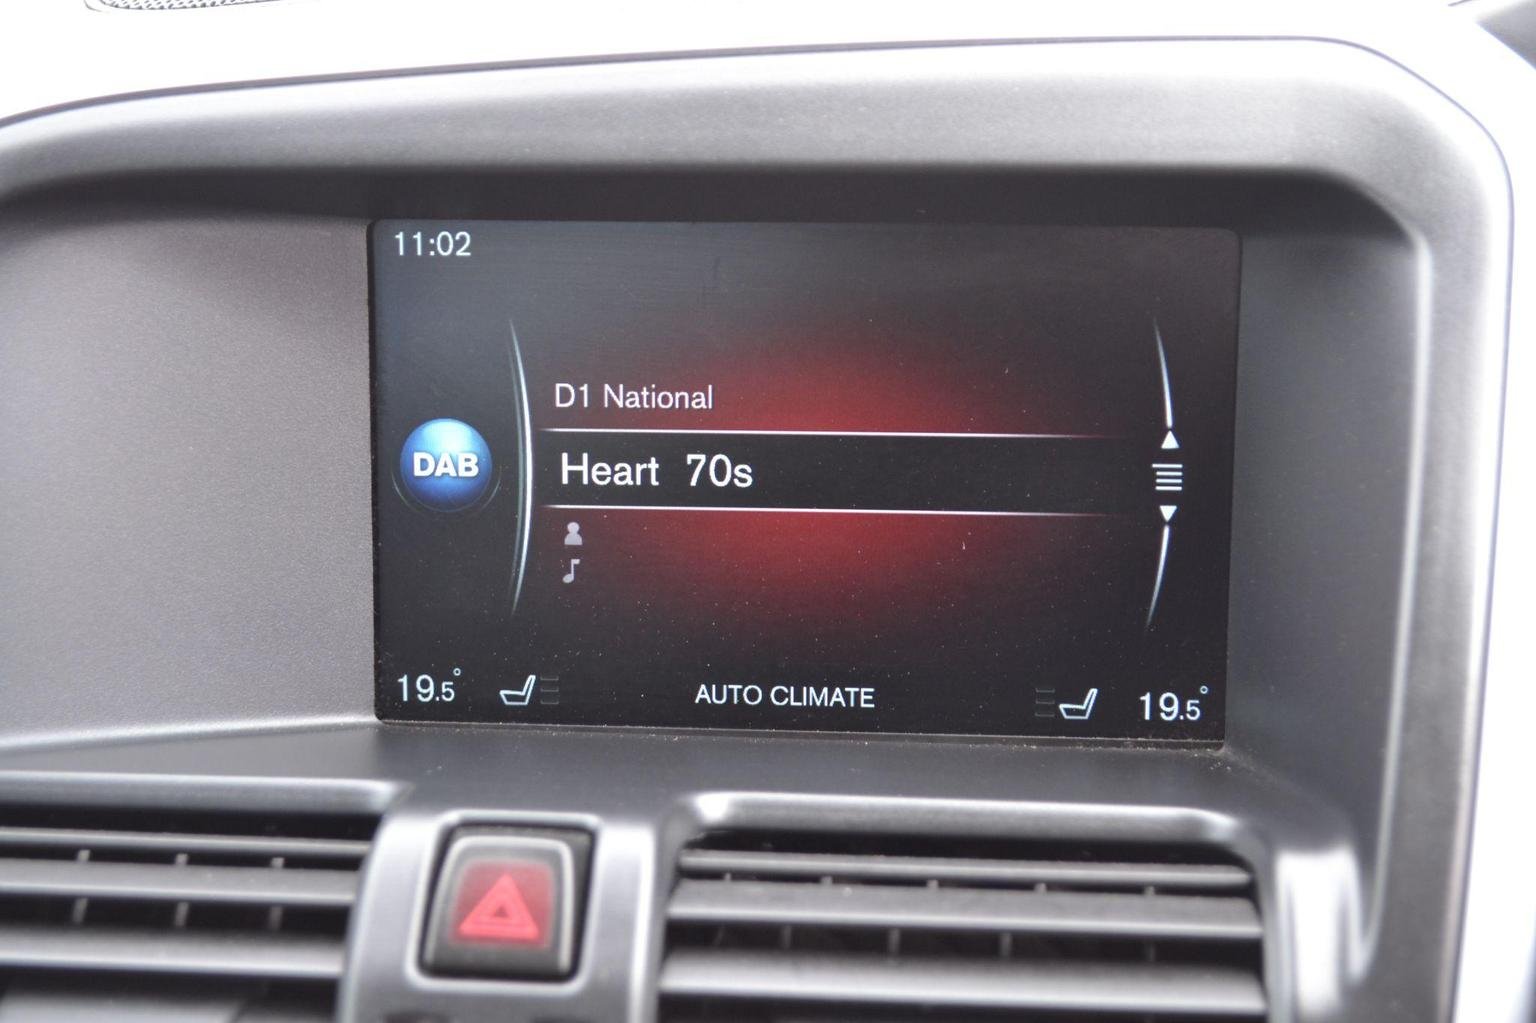 11:02
D1 National
DAB
Heart 70s
19.5°
AUTO CLIMATE
19.5°